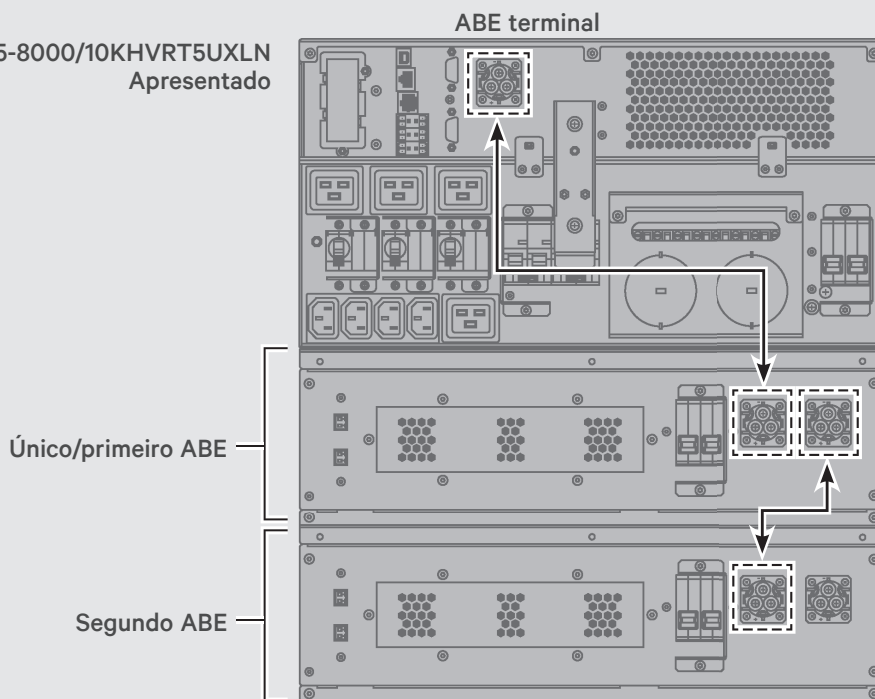 ABE terminal
5-8000/10KHVRT5UXLN
Apresentado
Único/primeiro ABE
Segundo ABE